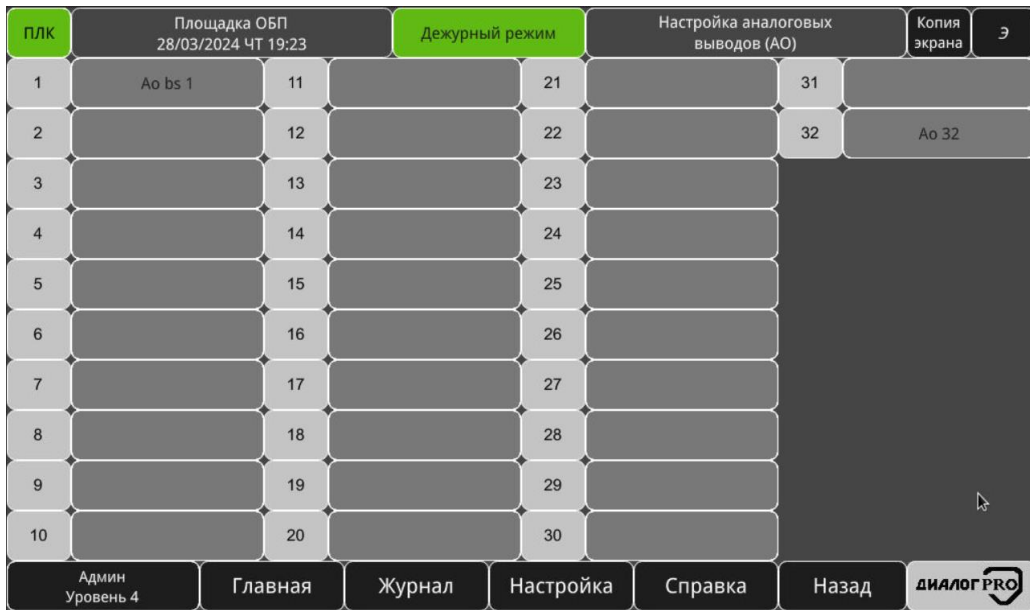 ПЛК
Площадка ОБП
28/03/2024 ЧТ 19:23
Дежурный режим
Настройка аналоговых
выводов (АО)
Копия
экрана
Э
1 Ao bs 1 11 21 31
2 12 22 32 Ao 32
3 13 23
4 14 24
5 15 25
6 16 26
7 17 27
8 18 28
9 19 29
10 20 30
Админ
Уровень 4
Главная
Журнал
Настройка
Справка
Назад
ДИАЛОГ PRO